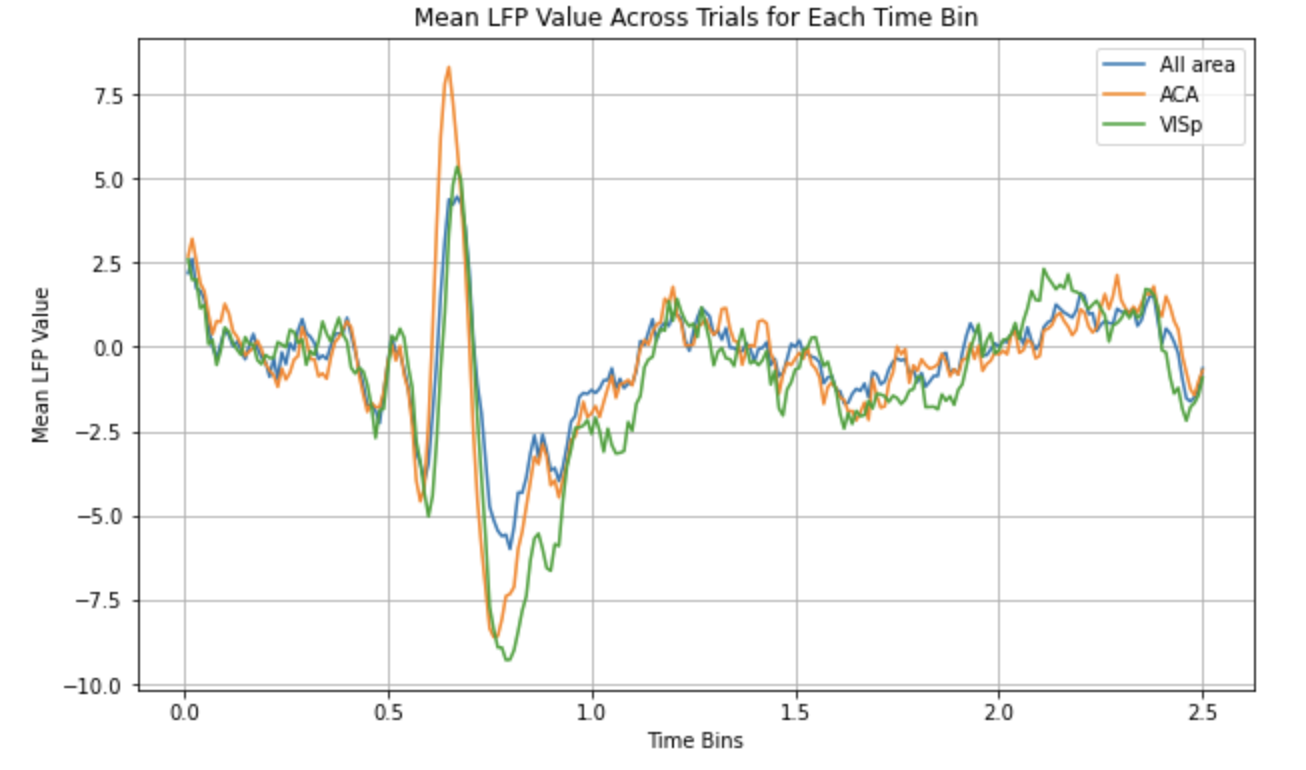 Mean LFP Value Across Trials for Each Time Bin
All area
ACA
VISp
7.5
5.0
2.5
0.0
−2.5
−5.0
−7.5
−10.0
Mean LFP Value
0.0 0.5 1.0 1.5 2.0 2.5
Time Bins